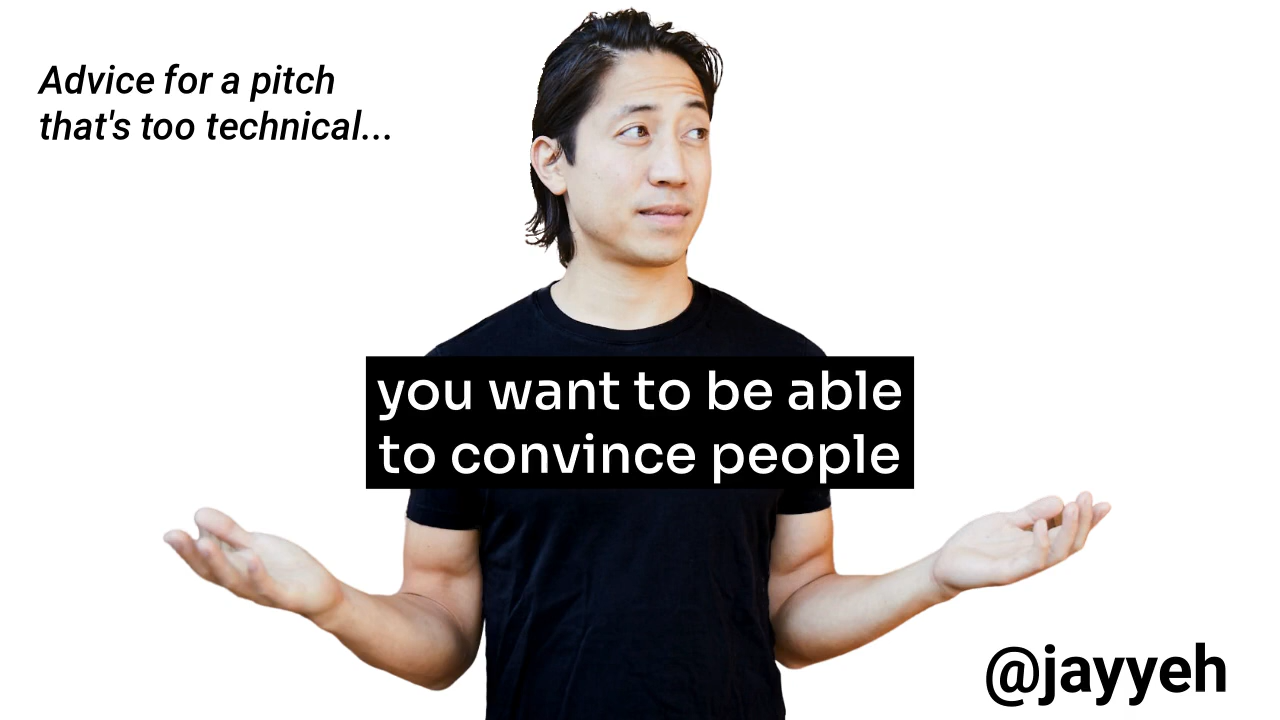 Advice for a pitch
that's too technical...
you want to be able
to convince people
@jayyeh